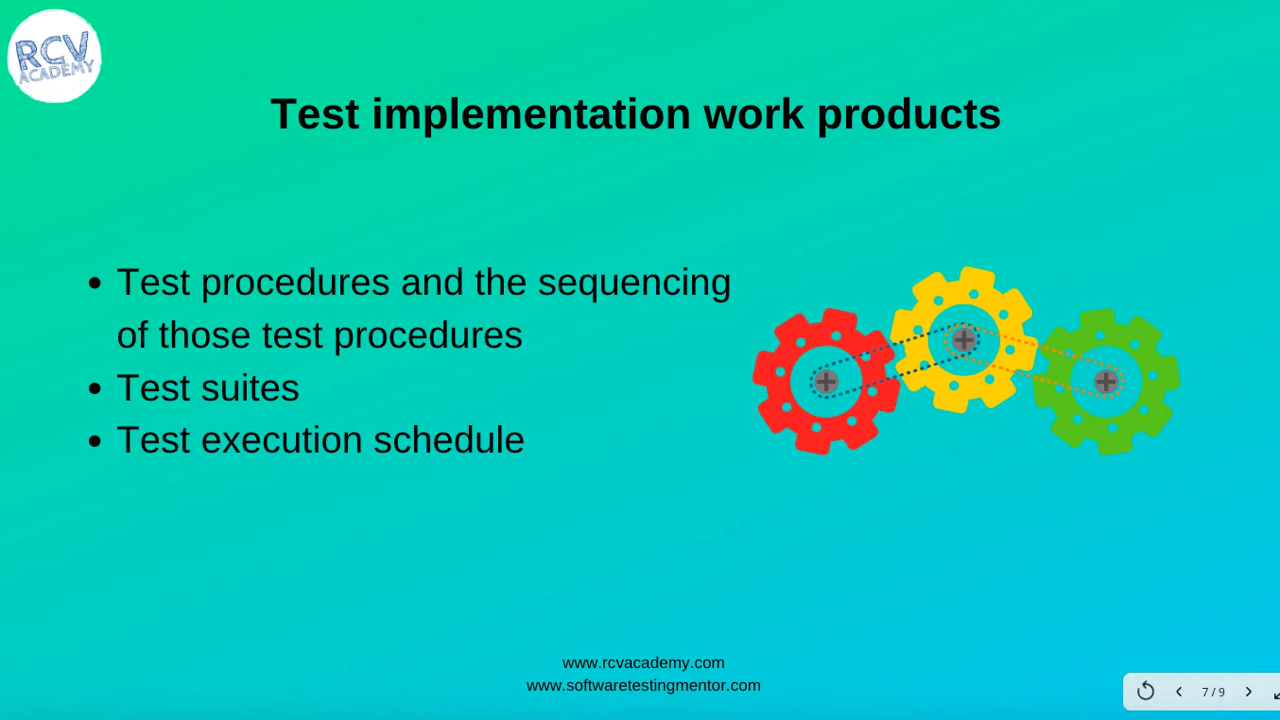 RCV
ACADEMY
Test implementation work products
• Test procedures and the sequencing
of those test procedures
• Test suites
• Test execution schedule
www.rcvacademy.com
www.softwaretestingmentor.com
7 / 9